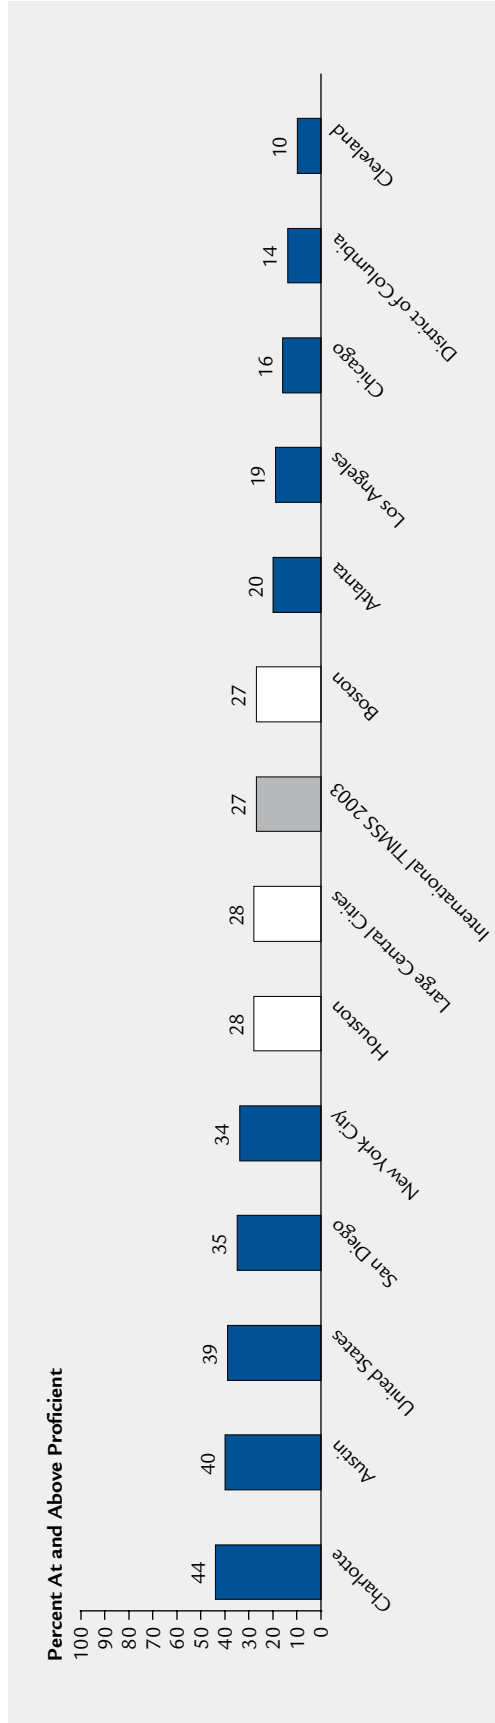 Percent At and Above Proficient
100
90
80
70
60
50
40
30
20
10
0
44
40
39
35
34
28
28
27
27
20
19
16
14
10
Charlotte
Austin
United States
San Diego
New York City
Houston
Large Central Cities
International TIMSS 2003
Boston
Atlanta
Los Angeles
Chicago
District of Columbia
Cleveland